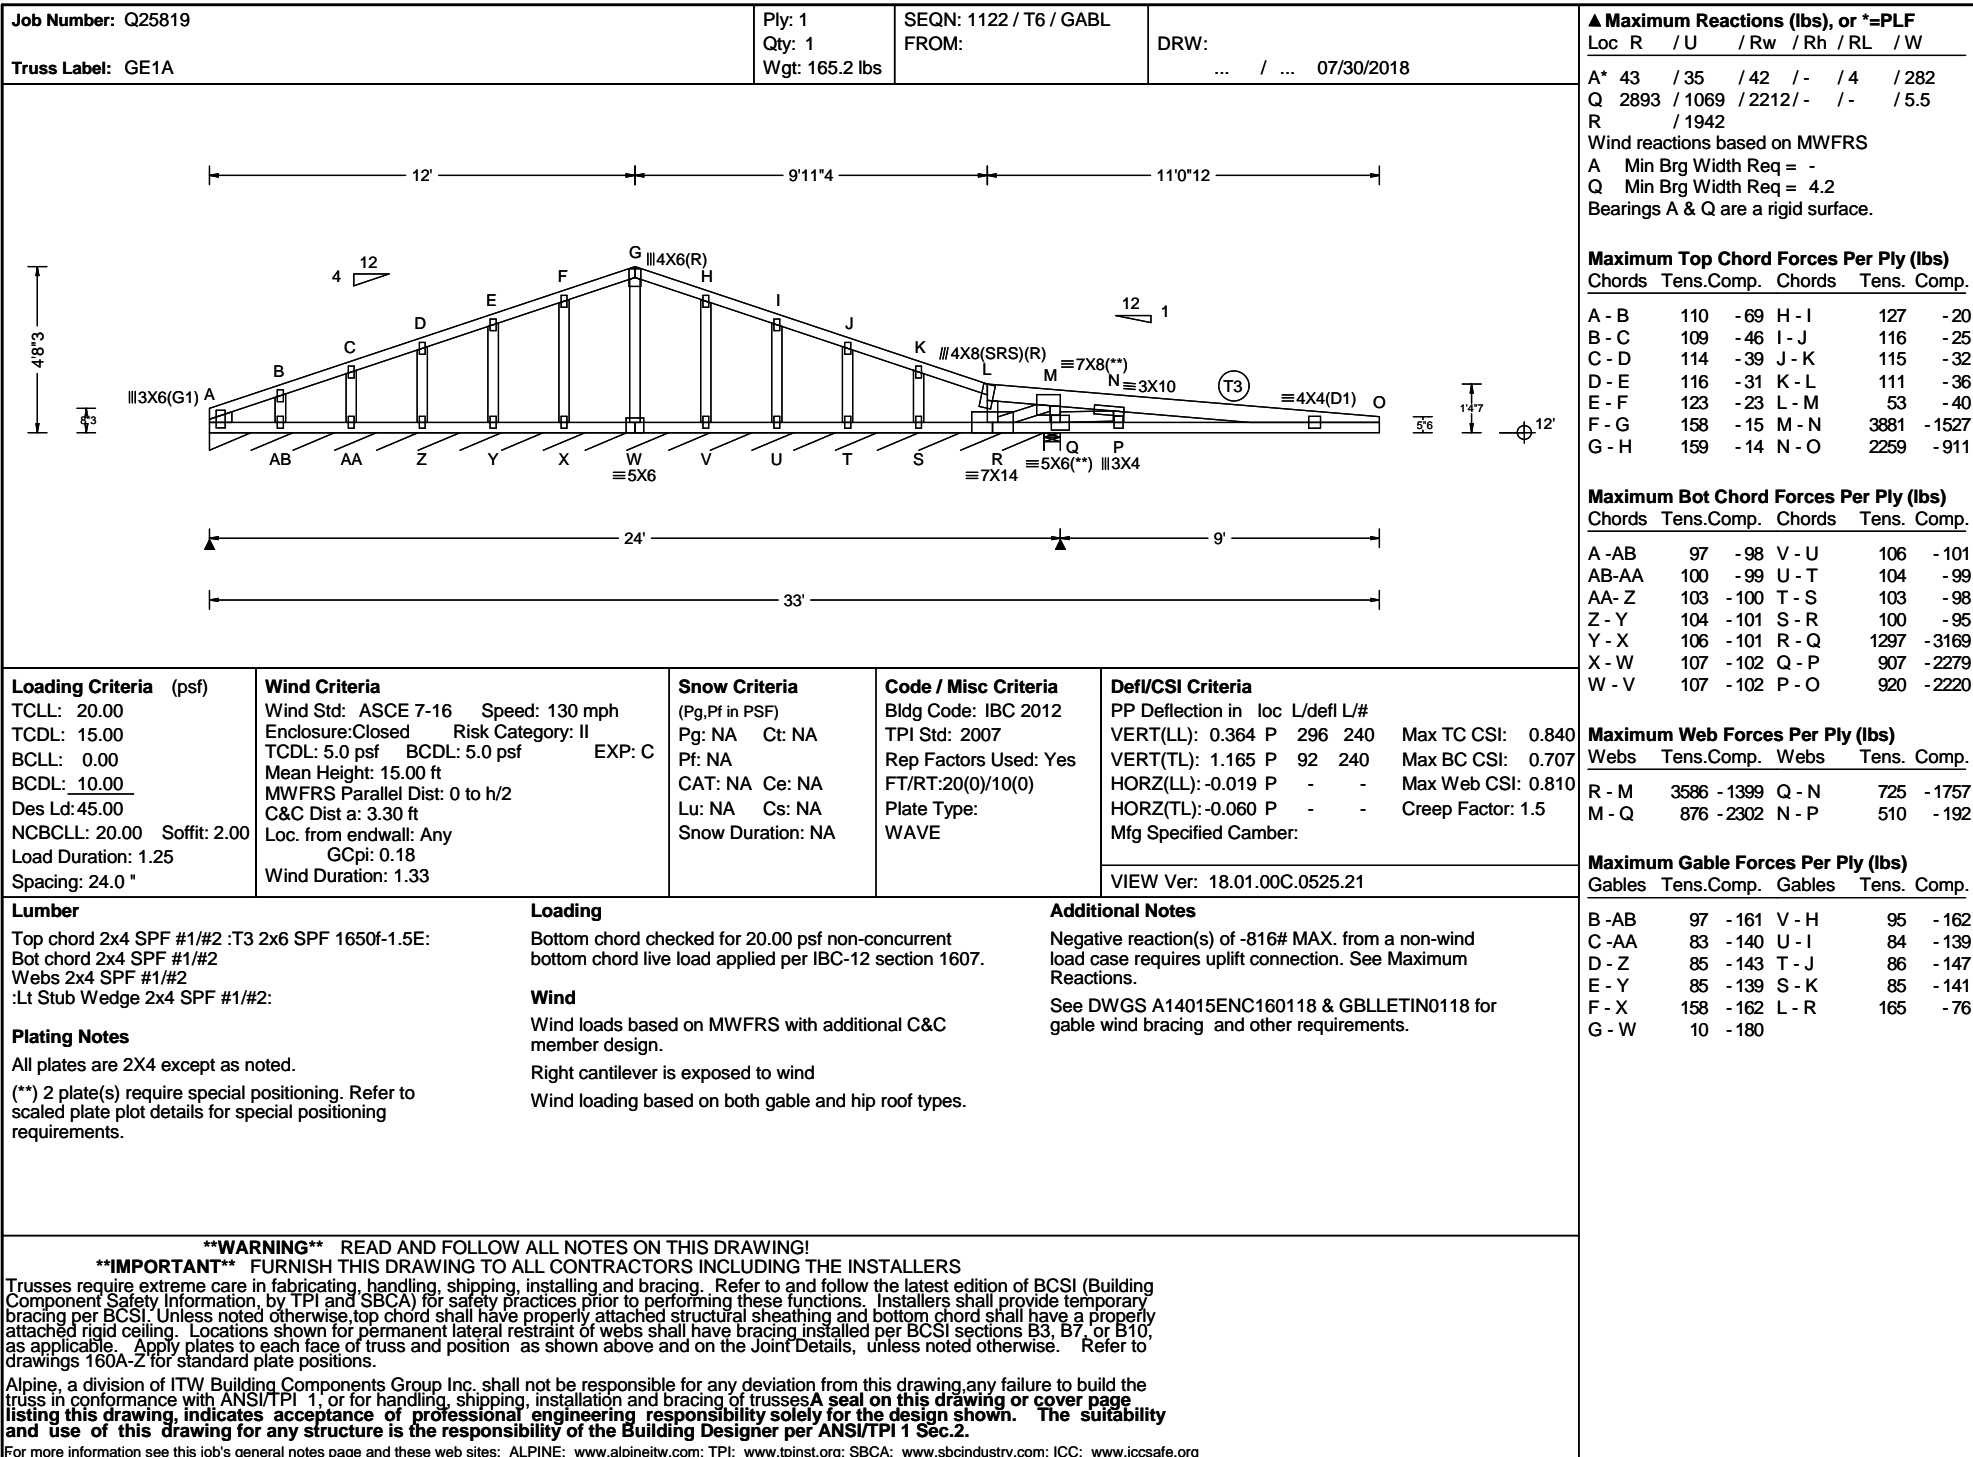 Job Number: Q25819
Truss Label: GE1A
Ply: 1
Qty: 1
Wgt: 165.2 lbs
SEQN: 1122 / T6 / GABL
FROM:
DRW:
... / ... 07/30/2018
12'
9'11"4
11'0"12
4'8"3
8"3
4
12
12
1
|||3X6(G1)
A
B
C
D
E
F
G
|||4X6(R)
H
I
J
K
///4X8(SRS)(R)
L
≡7X8(**)
M
N
≡3X10
T3
≡4X4(D1)
O
5"6
1'4"7
12'
AB
AA
Z
Y
X
W
V
U
T
S
R
Q
P
≡5X6
≡7X14
≡5X6(**)
|||3X4
24'
9'
33'
Loading Criteria (psf)
TCLL: 20.00
TCDL: 15.00
BCLL: 0.00
BCDL: 10.00
Des Ld: 45.00
NCBCLL: 20.00 Soffit: 2.00
Load Duration: 1.25
Spacing: 24.0 "
Wind Criteria
Wind Std: ASCE 7-16 Speed: 130 mph
Enclosure:Closed Risk Category: II
TCDL: 5.0 psf BCDL: 5.0 psf EXP: C
Mean Height: 15.00 ft
MWFRS Parallel Dist: 0 to h/2
C&C Dist a: 3.30 ft
Loc. from endwall: Any
GCpi: 0.18
Wind Duration: 1.33
Snow Criteria
(Pg,Pf in PSF)
Pg: NA Ct: NA
Pf: NA
CAT: NA Ce: NA
Lu: NA Cs: NA
Snow Duration: NA
Code / Misc Criteria
Bldg Code: IBC 2012
TPI Std: 2007
Rep Factors Used: Yes
FT/RT:20(0)/10(0)
Plate Type:
WAVE
Defl/CSI Criteria
PP Deflection in loc L/defl L/#
VERT(LL): 0.364 P 296 240
VERT(TL): 1.165 P 92 240
HORZ(LL): -0.019 P - -
HORZ(TL): -0.060 P - -
Mfg Specified Camber:
Max TC CSI: 0.840
Max BC CSI: 0.707
Max Web CSI: 0.810
Creep Factor: 1.5
VIEW Ver: 18.01.00C.0525.21
Lumber
Top chord 2x4 SPF #1/#2 :T3 2x6 SPF 1650f-1.5E:
Bot chord 2x4 SPF #1/#2
Webs 2x4 SPF #1/#2
:Lt Stub Wedge 2x4 SPF #1/#2:
Plating Notes
All plates are 2X4 except as noted.
(**) 2 plate(s) require special positioning. Refer to
scaled plate plot details for special positioning
requirements.
Loading
Bottom chord checked for 20.00 psf non-concurrent
bottom chord live load applied per IBC-12 section 1607.
Wind
Wind loads based on MWFRS with additional C&C
member design.
Right cantilever is exposed to wind
Wind loading based on both gable and hip roof types.
Additional Notes
Negative reaction(s) of -816# MAX. from a non-wind
load case requires uplift connection. See Maximum
Reactions.
See DWGS A14015ENC160118 & GBLLETIN0118 for
gable wind bracing and other requirements.
▲ Maximum Reactions (lbs), or *=PLF
Loc R / U / Rw / Rh / RL / W
A* 43 / 35 / 42 / - / 4 / 282
Q 2893 / 1069 / 2212 / - / - / 5.5
R / 1942
Wind reactions based on MWFRS
A Min Brg Width Req = -
Q Min Brg Width Req = 4.2
Bearings A & Q are a rigid surface.
Maximum Top Chord Forces Per Ply (lbs)
Chords Tens.Comp. Chords Tens. Comp.
A - B 110 - 69 H - I 127 - 20
B - C 109 - 46 I - J 116 - 25
C - D 114 - 39 J - K 115 - 32
D - E 116 - 31 K - L 111 - 36
E - F 123 - 23 L - M 53 - 40
F - G 158 - 15 M - N 3881 - 1527
G - H 159 - 14 N - O 2259 - 911
Maximum Bot Chord Forces Per Ply (lbs)
Chords Tens.Comp. Chords Tens. Comp.
A -AB 97 - 98 V - U 106 - 101
AB-AA 100 - 99 U - T 104 - 99
AA- Z 103 - 100 T - S 103 - 98
Z - Y 104 - 101 S - R 100 - 95
Y - X 106 - 101 R - Q 1297 - 3169
X - W 107 - 102 Q - P 907 - 2279
W - V 107 - 102 P - O 920 - 2220
Maximum Web Forces Per Ply (lbs)
Webs Tens.Comp. Webs Tens. Comp.
R - M 3586 - 1399 Q - N 725 - 1757
M - Q 876 - 2302 N - P 510 - 192
Maximum Gable Forces Per Ply (lbs)
Gables Tens.Comp. Gables Tens. Comp.
B -AB 97 - 161 V - H 95 - 162
C -AA 83 - 140 U - I 84 - 139
D - Z 85 - 143 T - J 86 - 147
E - Y 85 - 139 S - K 85 - 141
F - X 158 - 162 L - R 165 - 76
G - W 10 - 180
**WARNING** READ AND FOLLOW ALL NOTES ON THIS DRAWING!
**IMPORTANT** FURNISH THIS DRAWING TO ALL CONTRACTORS INCLUDING THE INSTALLERS
Trusses require extreme care in fabricating, handling, shipping, installing and bracing. Refer to and follow the latest edition of BCSI (Building
Component Safety Information, by TPI and SBCA) for safety practices prior to performing these functions. Installers shall provide temporary
bracing per BCSI. Unless noted otherwise,top chord shall have properly attached structural sheathing and bottom chord shall have a properly
attached rigid ceiling. Locations shown for permanent lateral restraint of webs shall have bracing installed per BCSI sections B3, B7, or B10,
as applicable. Apply plates to each face of truss and position as shown above and on the Joint Details, unless noted otherwise. Refer to
drawings 160A-Z for standard plate positions.
Alpine, a division of ITW Building Components Group Inc. shall not be responsible for any deviation from this drawing,any failure to build the
truss in conformance with ANSI/TPI 1, or for handling, shipping, installation and bracing of trussesA seal on this drawing or cover page
listing this drawing, indicates acceptance of professional engineering responsibility solely for the design shown. The suitability
and use of this drawing for any structure is the responsibility of the Building Designer per ANSI/TPI 1 Sec.2.
For more information see this job's general notes page and these web sites: ALPINE: www.alpineitw.com; TPI: www.tpinst.org; SBCA: www.sbcindustry.com; ICC: www.iccsafe.org